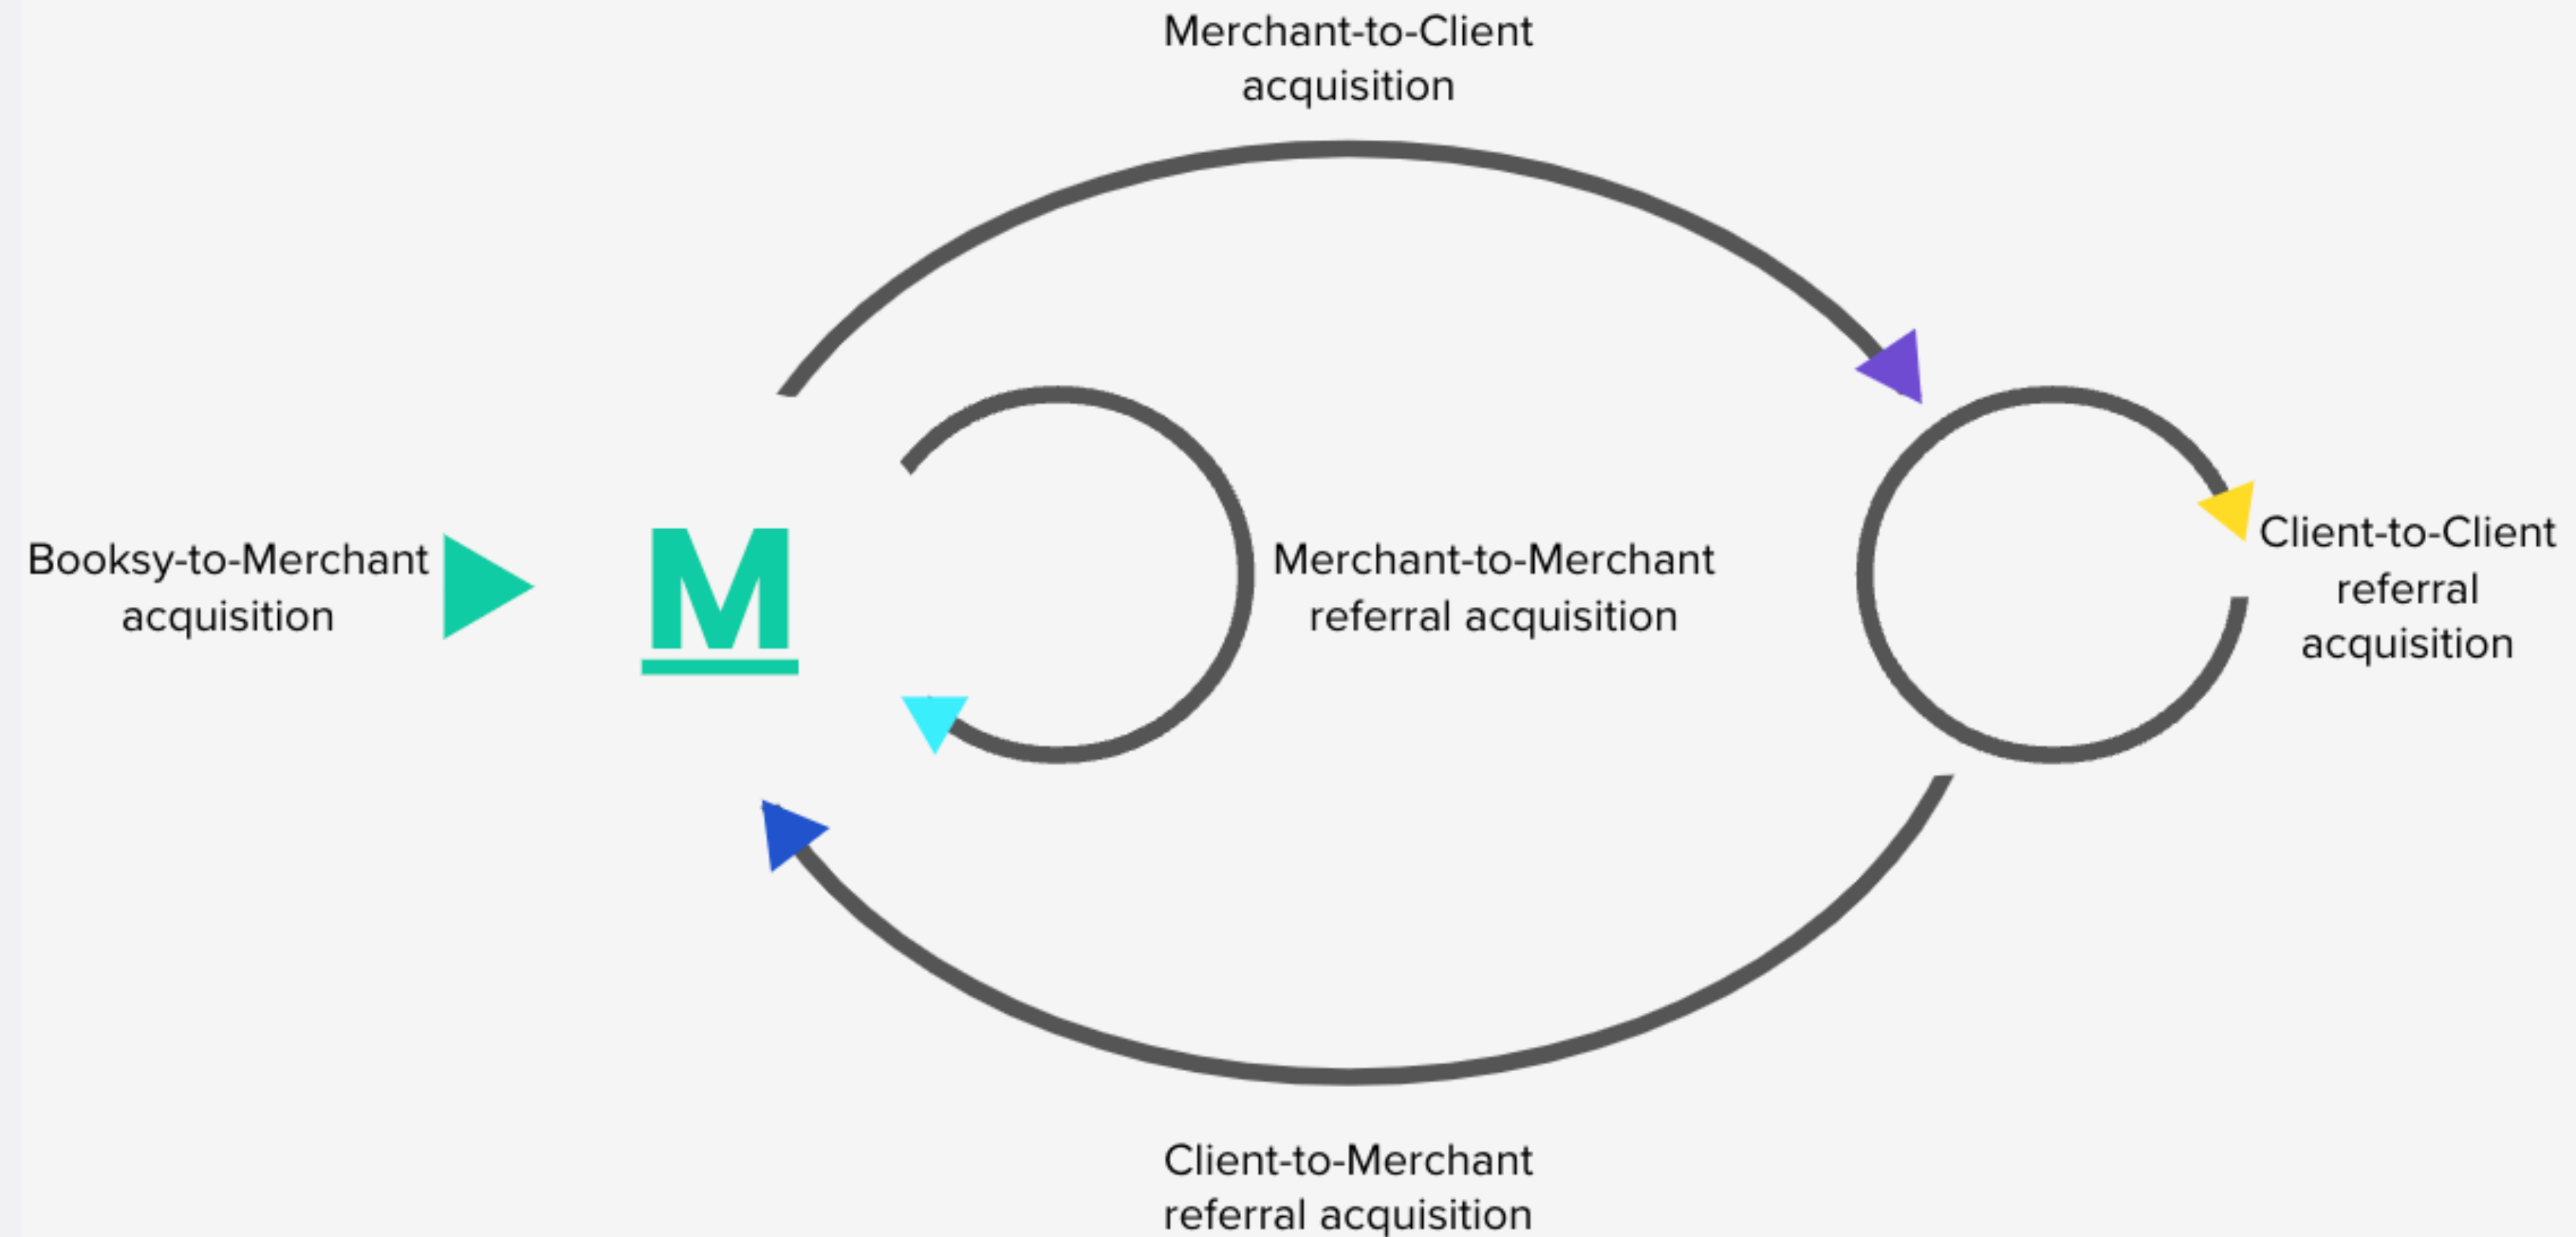 Merchant-to-Client
acquisition
Booksy-to-Merchant
acquisition
M
Merchant-to-Merchant
referral acquisition
Client-to-Client
referral
acquisition
Client-to-Merchant
referral acquisition